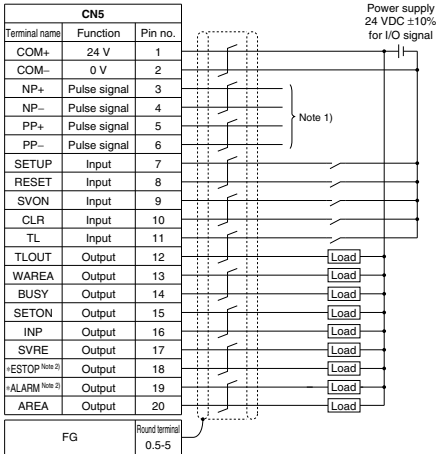 Power supply
24 VDC ±10%
for I/O signal
CN5
Terminal name Function Pin no.
COM+ 24 V 1
COM− 0 V 2
NP+ Pulse signal 3
NP− Pulse signal 4
PP+ Pulse signal 5
PP− Pulse signal 6
Note 1)
SETUP Input 7
RESET Input 8
SVON Input 9
CLR Input 10
TL Input 11
TLOUT Output 12 Load
WAREA Output 13 Load
BUSY Output 14 Load
SETON Output 15 Load
INP Output 16 Load
SVRE Output 17 Load
∗ESTOP Note 2) Output 18 Load
∗ALARM Note 2) Output 19 Load
AREA Output 20 Load
FG Round terminal
0.5-5